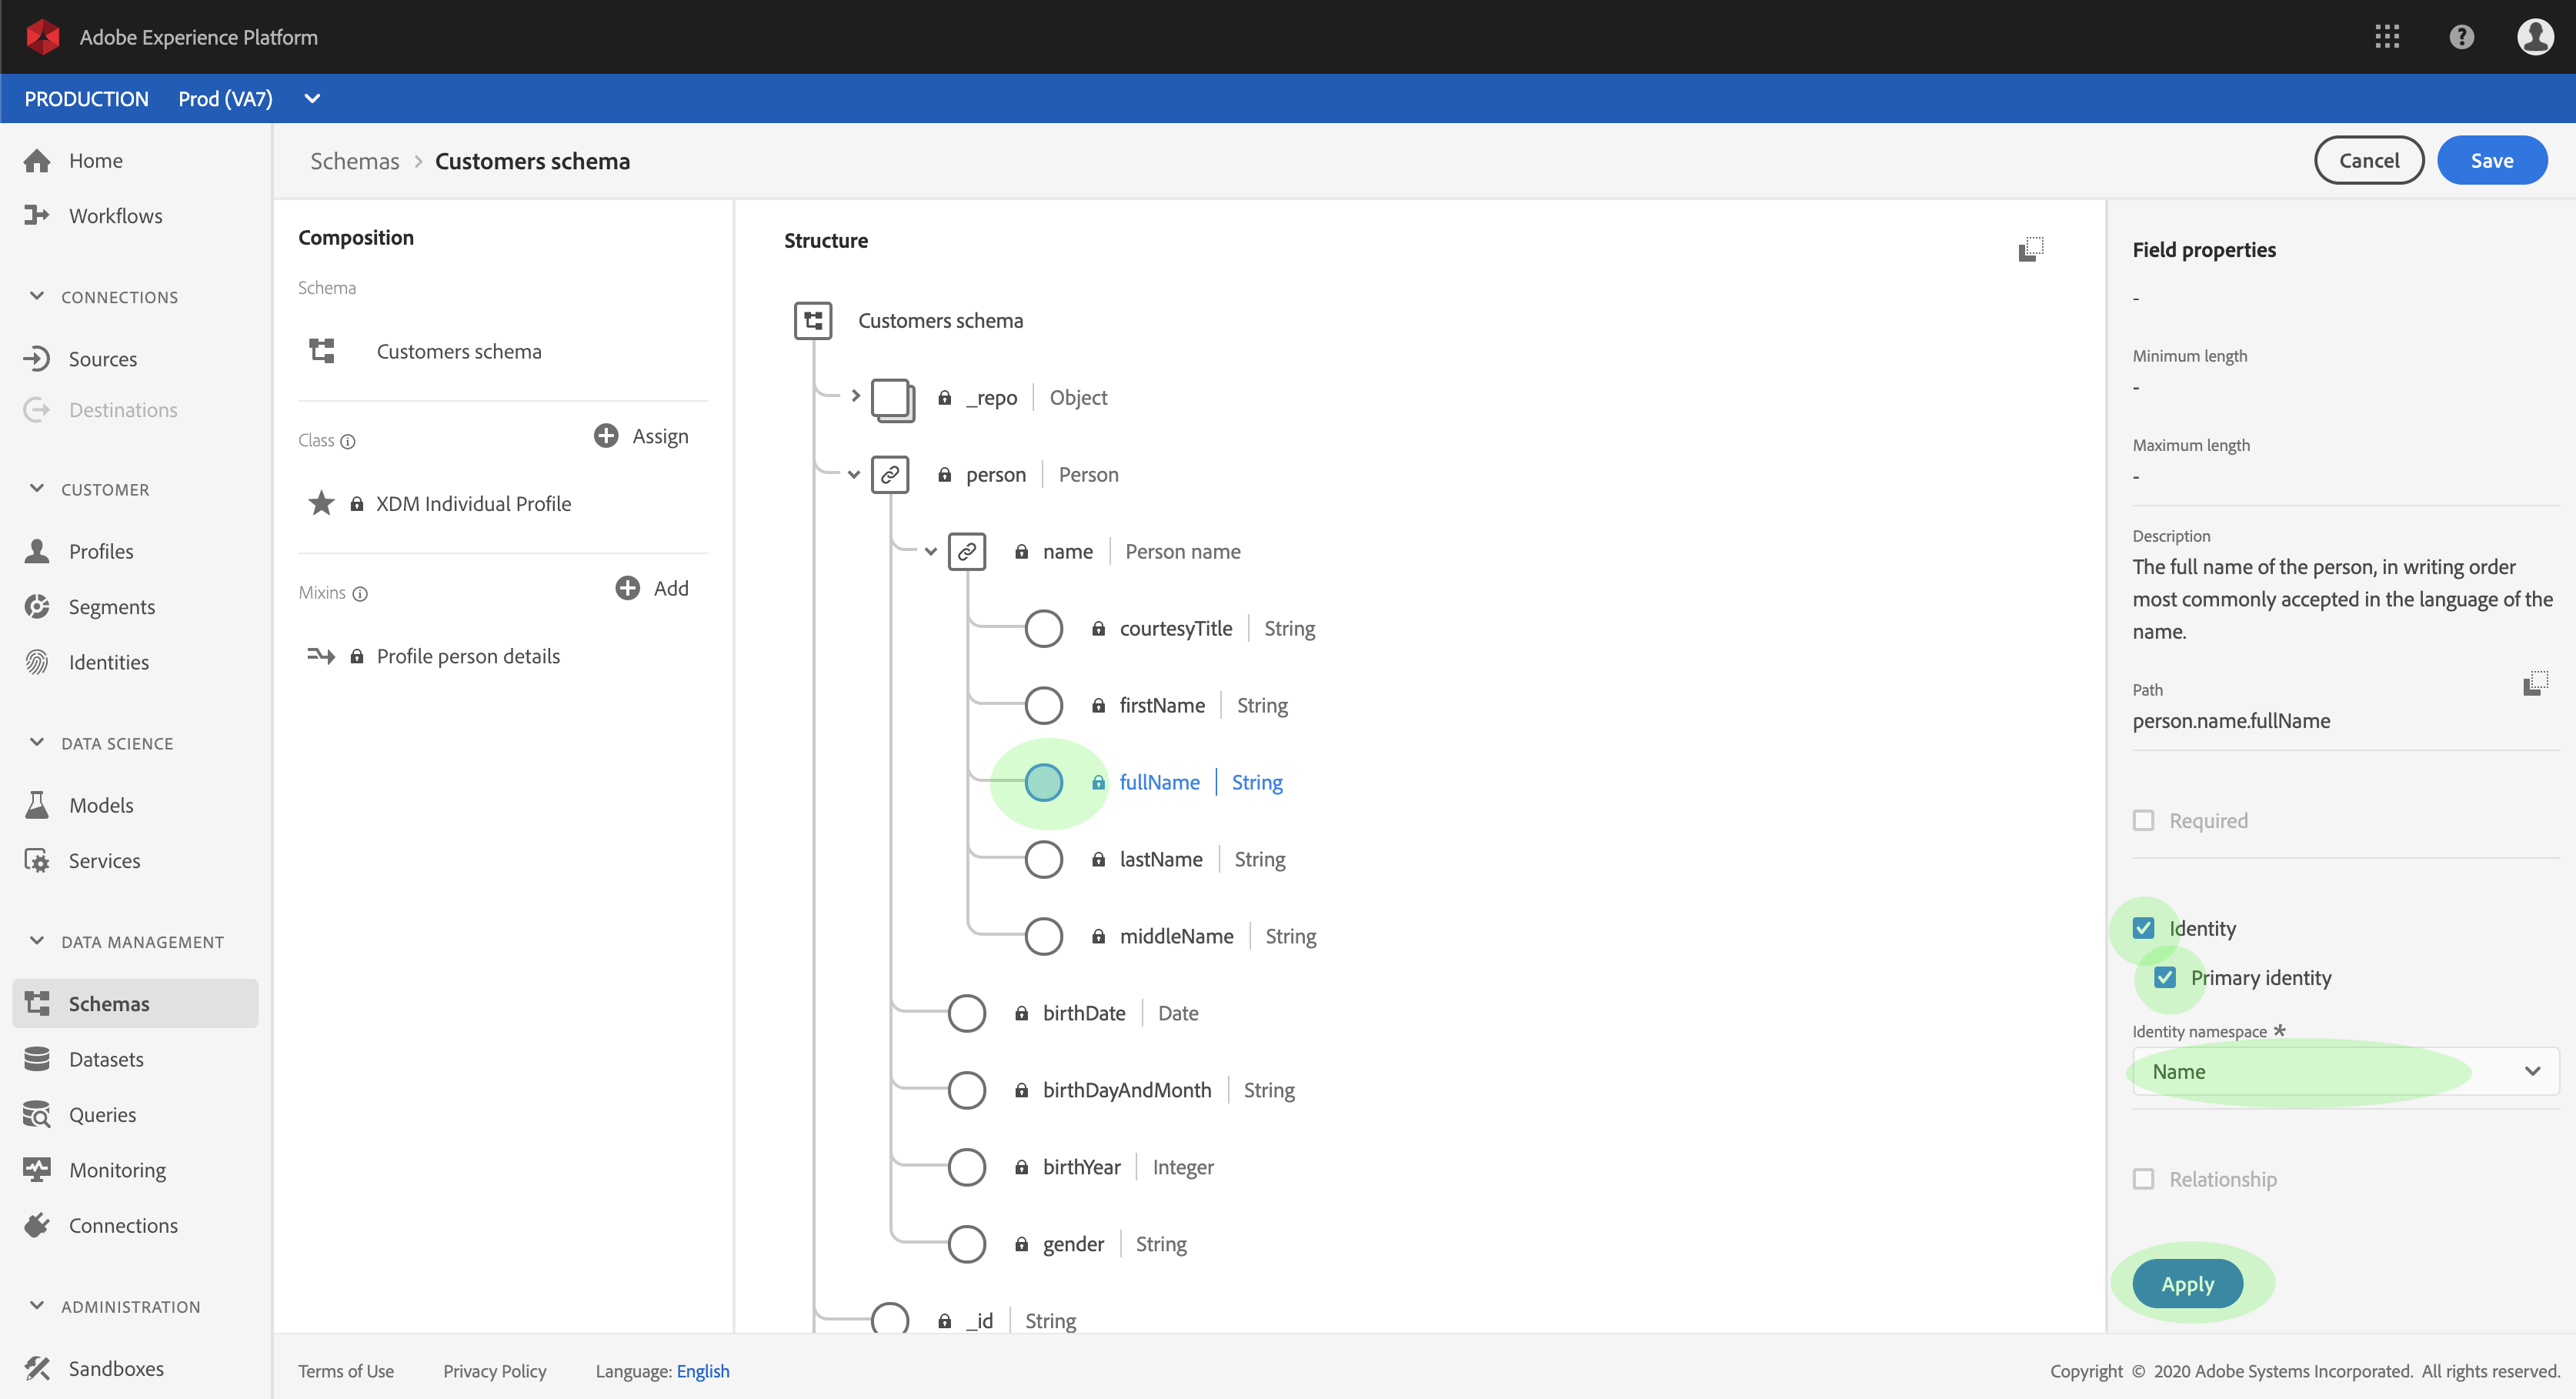 Adobe Experience Platform
PRODUCTION Prod (VA7)
Home
Workflows
CONNECTIONS
Sources
Destinations
CUSTOMER
Profiles
Segments
Identities
DATA SCIENCE
Models
Services
DATA MANAGEMENT
Schemas
Datasets
Queries
Monitoring
Connections
ADMINISTRATION
Sandboxes
Schemas > Customers schema
Cancel
Save
Composition
Schema
Customers schema
Class
Assign
XDM Individual Profile
Mixins
Add
Profile person details
Structure
Customers schema
_repo | Object
person | Person
name | Person name
courtesyTitle | String
firstName | String
fullName | String
lastName | String
middleName | String
birthDate | Date
birthDayAndMonth | String
birthYear | Integer
gender | String
_id | String
Field properties
-
Minimum length
-
Maximum length
-
Description
The full name of the person, in writing order
most commonly accepted in the language of the
name.
Path
person.name.fullName
Required
Identity
Primary identity
Identity namespace *
Name
Relationship
Apply
Terms of Use
Privacy Policy
Language: English
Copyright © 2020 Adobe Systems Incorporated. All rights reserved.